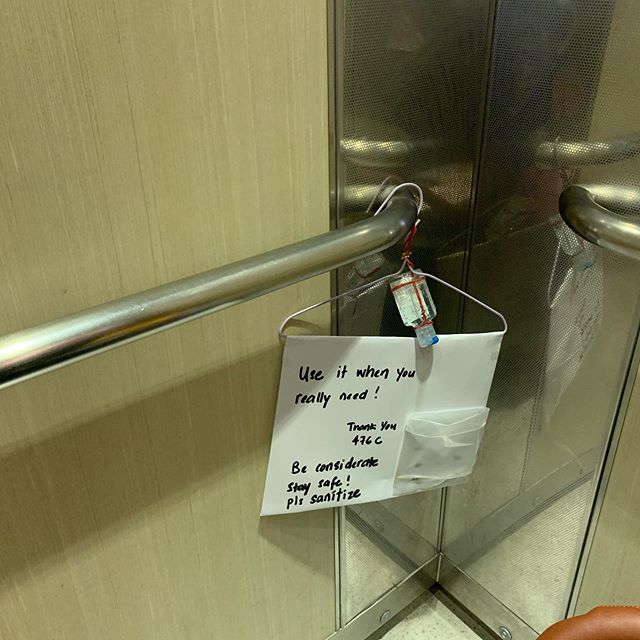 Use it when you
really need!
Thank You
476C
Be considerate
stay safe!
pls sanitize